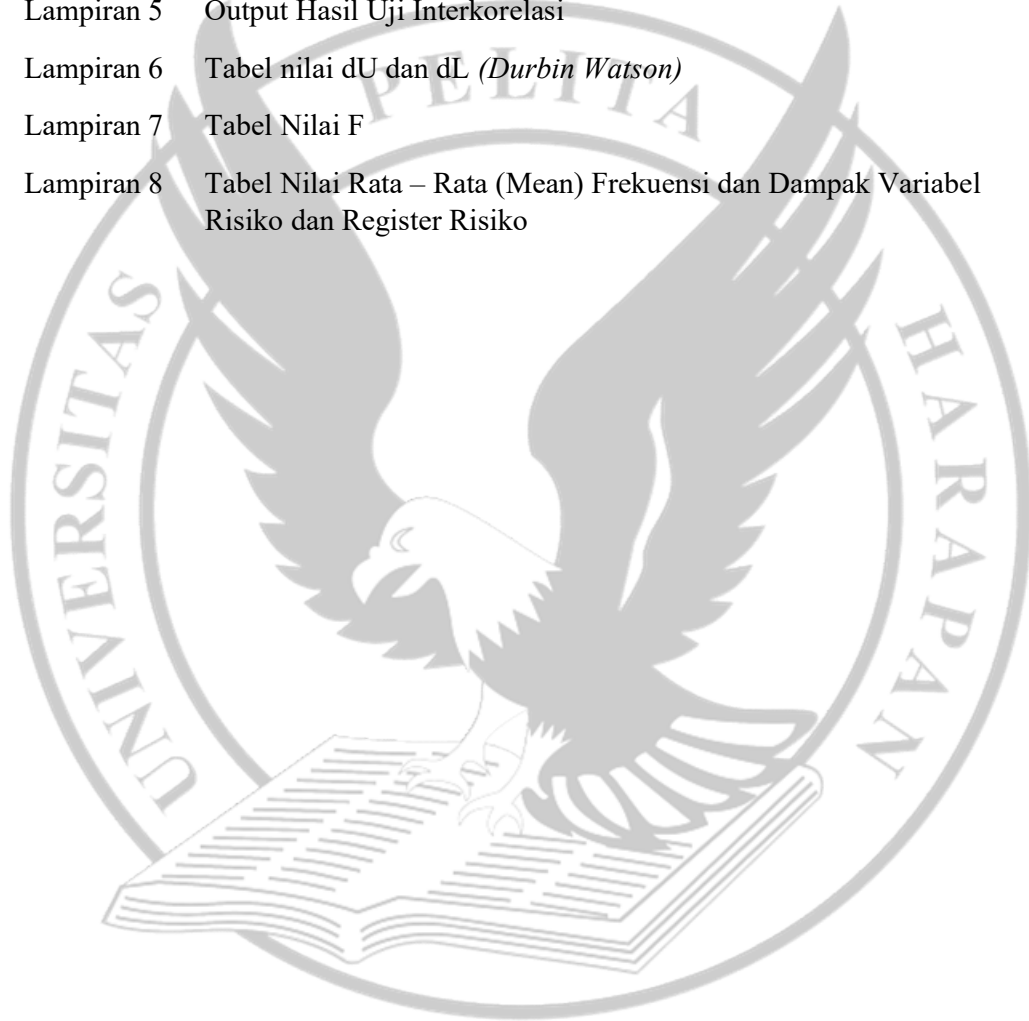 Lampiran 5 Output Hasil Uji Interkorelasi
Lampiran 6 Tabel nilai dU dan dL (Durbin Watson)
Lampiran 7 Tabel Nilai F
Lampiran 8 Tabel Nilai Rata – Rata (Mean) Frekuensi dan Dampak Variabel
Risiko dan Register Risiko
UNIVERSITAS PELITA HARAPAN